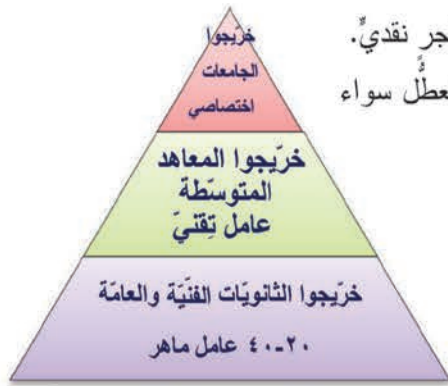 جر نقديٌّ.
عطلٌّ سواء
خرّيجوا
الجامعات
اختصاصي
خرّيجوا المعاهد
المتوسّطة
عامل تِقنيّ
خرّيجوا الثانويّات الفنّيّة والعامّة
٢٠-٤٠ عامل ماهر